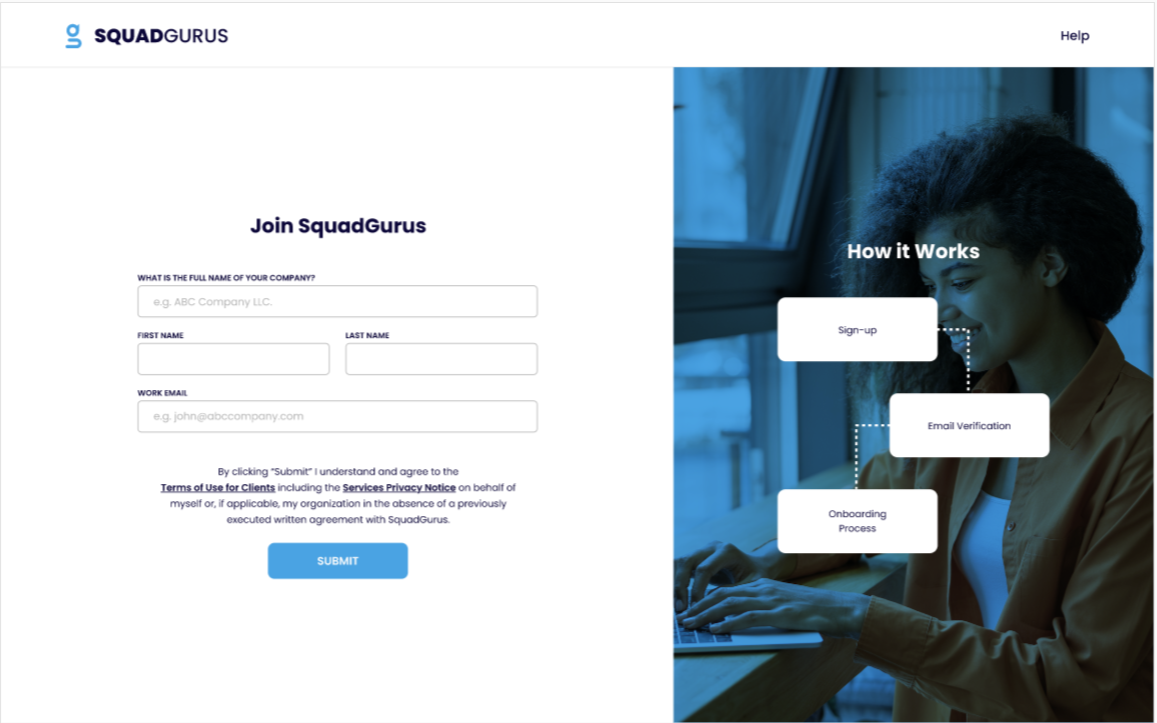 SQUADGURUS
Help
Join SquadGurus
WHAT IS THE FULL NAME OF YOUR COMPANY?
e.g. ABC Company LLC.
FIRST NAME
LAST NAME
WORK EMAIL
e.g. john@abccompany.com
By clicking “Submit” I understand and agree to the
Terms of Use for Clients including the Services Privacy Notice on behalf of
myself or, if applicable, my organization in the absence of a previously
executed written agreement with SquadGurus.
SUBMIT
How it Works
Sign-up
Email Verification
Onboarding
Process